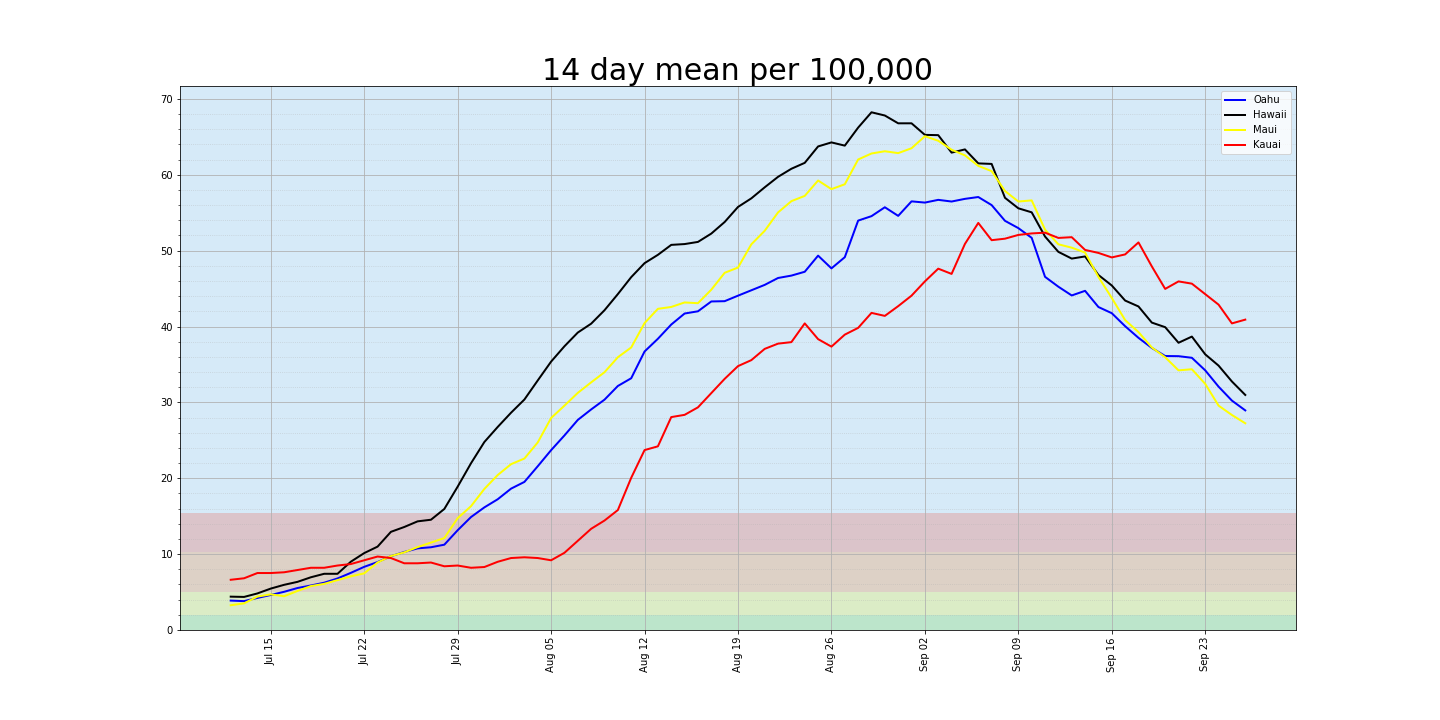 14 day mean per 100,000
70
60
50
40
30
20
10
0
Oahu
Hawaii
Maui
Kauai
Jul 15
Jul 22
Jul 29
Aug 05
Aug 12
Aug 19
Aug 26
Sep 02
Sep 09
Sep 16
Sep 23